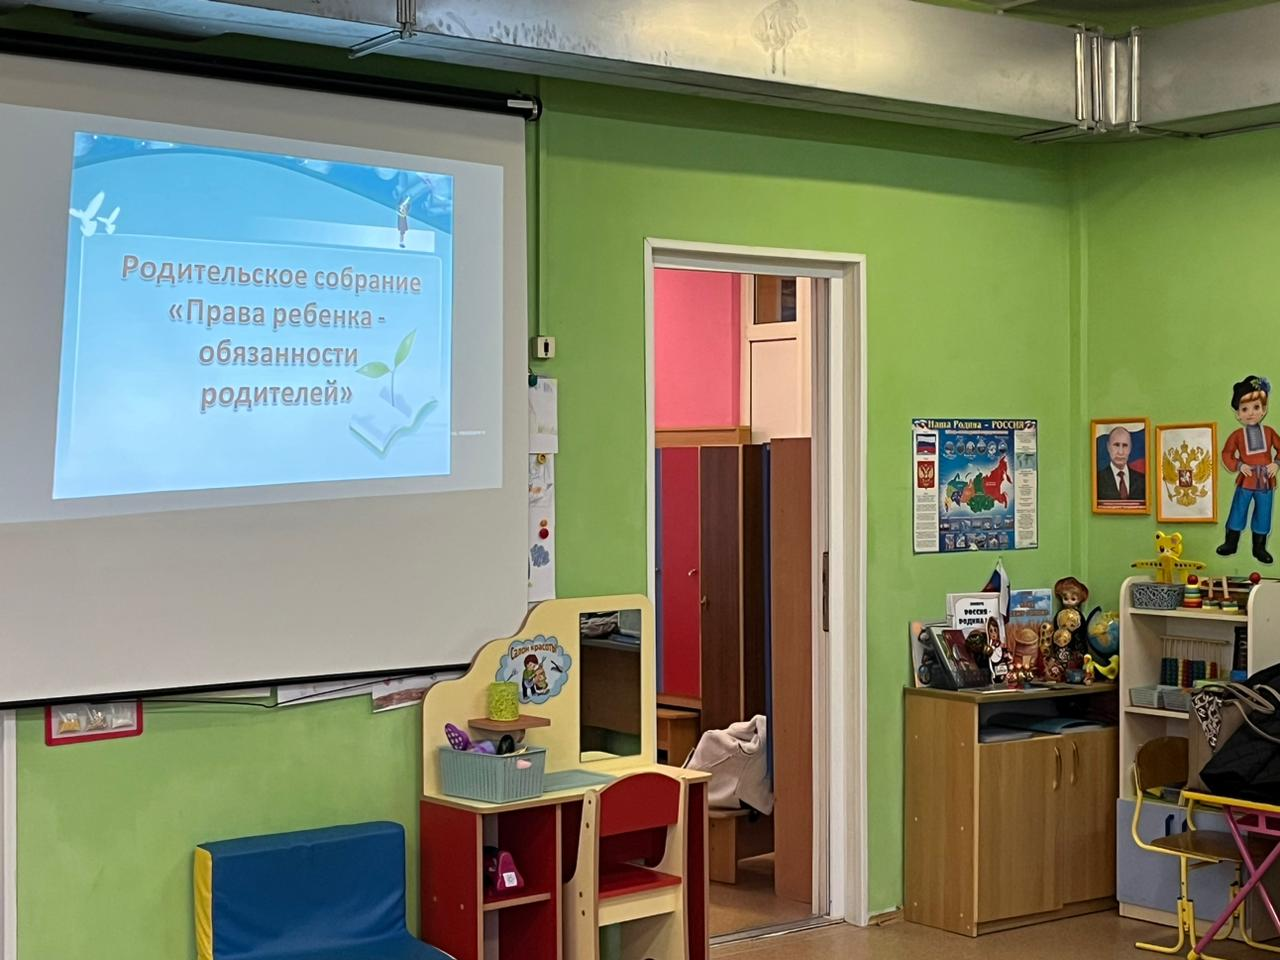 Родительское собрание
«Права ребенка -
обязанности
родителей»
Наша Родина - РОССИЯ
Салон красоты
РОССИЯ -
РОДИНА